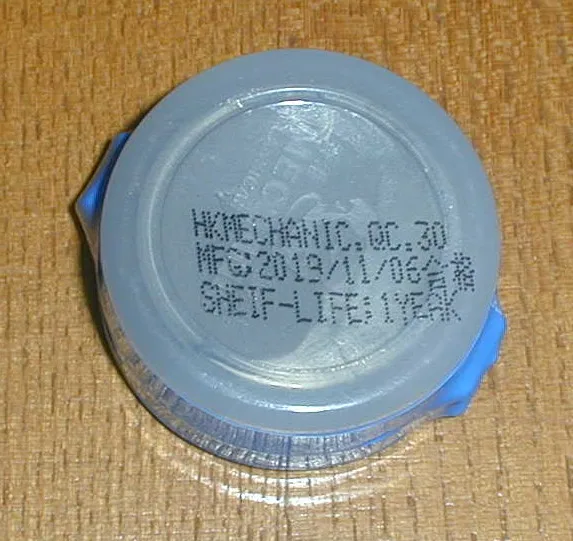 HKMECHANIC.QC.30
MFG:2019/11/06合格
SHEIF-LIFE:1YEAR